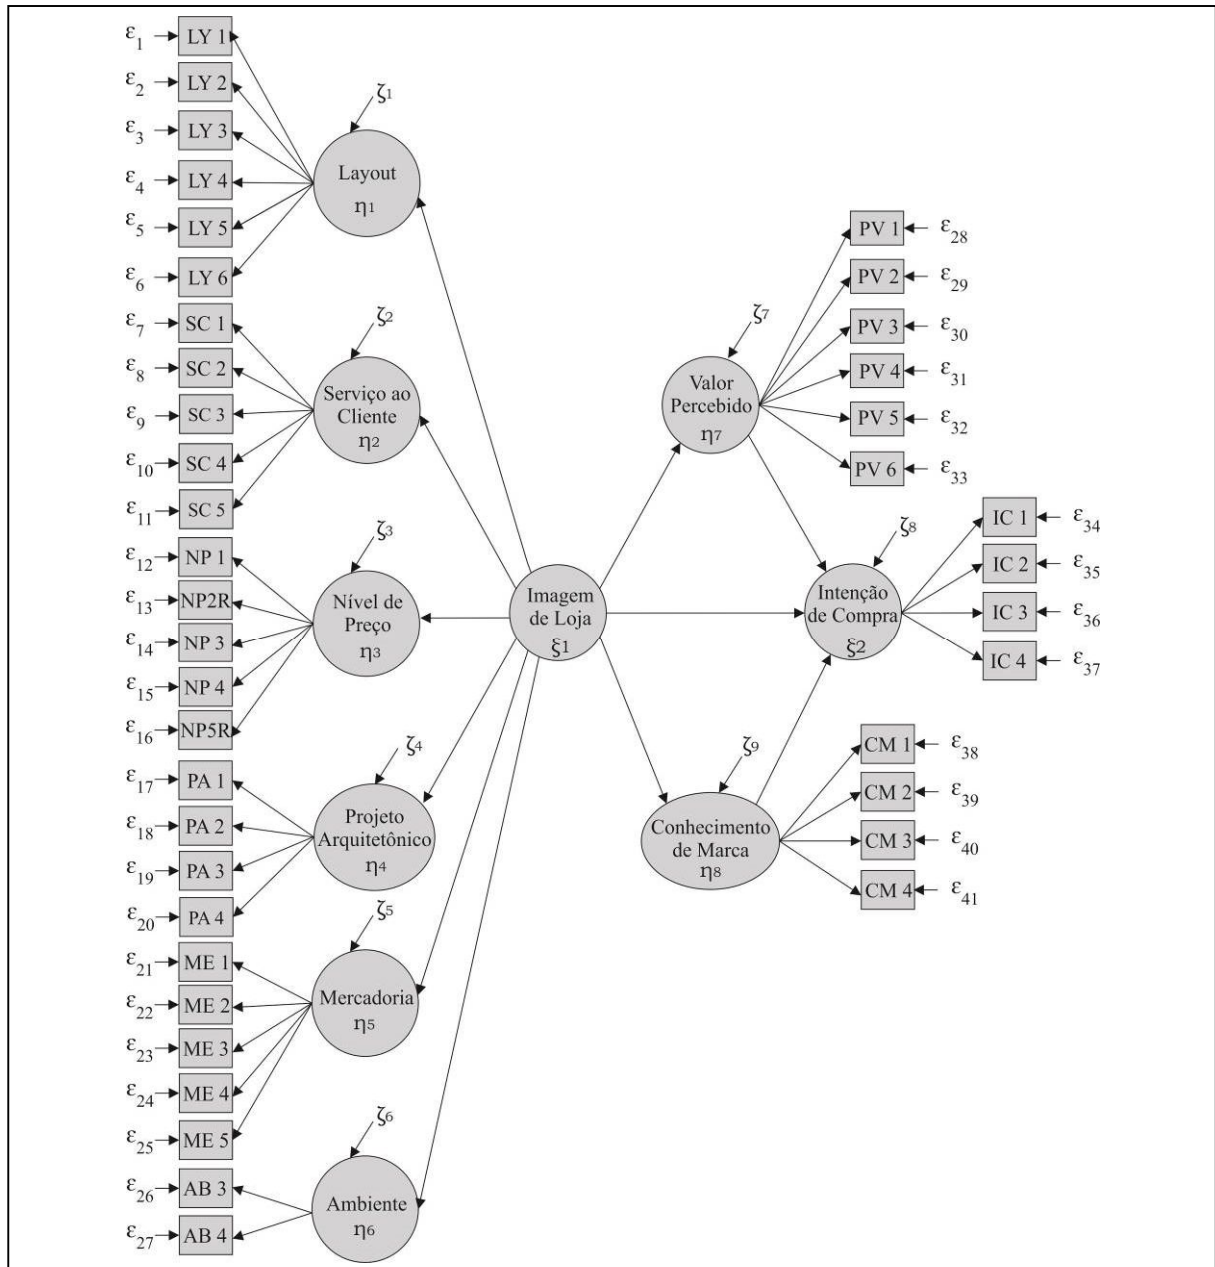 ε1 LY 1
ε2 LY 2
ε3 LY 3
ε4 LY 4
ε5 LY 5
ε6 LY 6
ζ1
Layout
η1
ε7 SC 1
ε8 SC 2
ε9 SC 3
ε10 SC 4
ε11 SC 5
ζ2
Serviço ao
Cliente
η2
ε12 NP 1
ε13 NP2R
ε14 NP 3
ε15 NP 4
ε16 NP5R
ζ3
Nível de
Preço
η3
ε17 PA 1
ε18 PA 2
ε19 PA 3
ε20 PA 4
ζ4
Projeto
Arquitetônico
η4
ε21 ME 1
ε22 ME 2
ε23 ME 3
ε24 ME 4
ε25 ME 5
ζ5
Mercadoria
η5
ε26 AB 3
ε27 AB 4
ζ6
Ambiente
η6
Imagem
de Loja
ξ1
ζ7
Valor
Percebido
η7
PV 1 ε28
PV 2 ε29
PV 3 ε30
PV 4 ε31
PV 5 ε32
PV 6 ε33
ζ8
Intenção
de Compra
ξ2
IC 1 ε34
IC 2 ε35
IC 3 ε36
IC 4 ε37
ζ9
Conhecimento
de Marca
η8
CM 1 ε38
CM 2 ε39
CM 3 ε40
CM 4 ε41